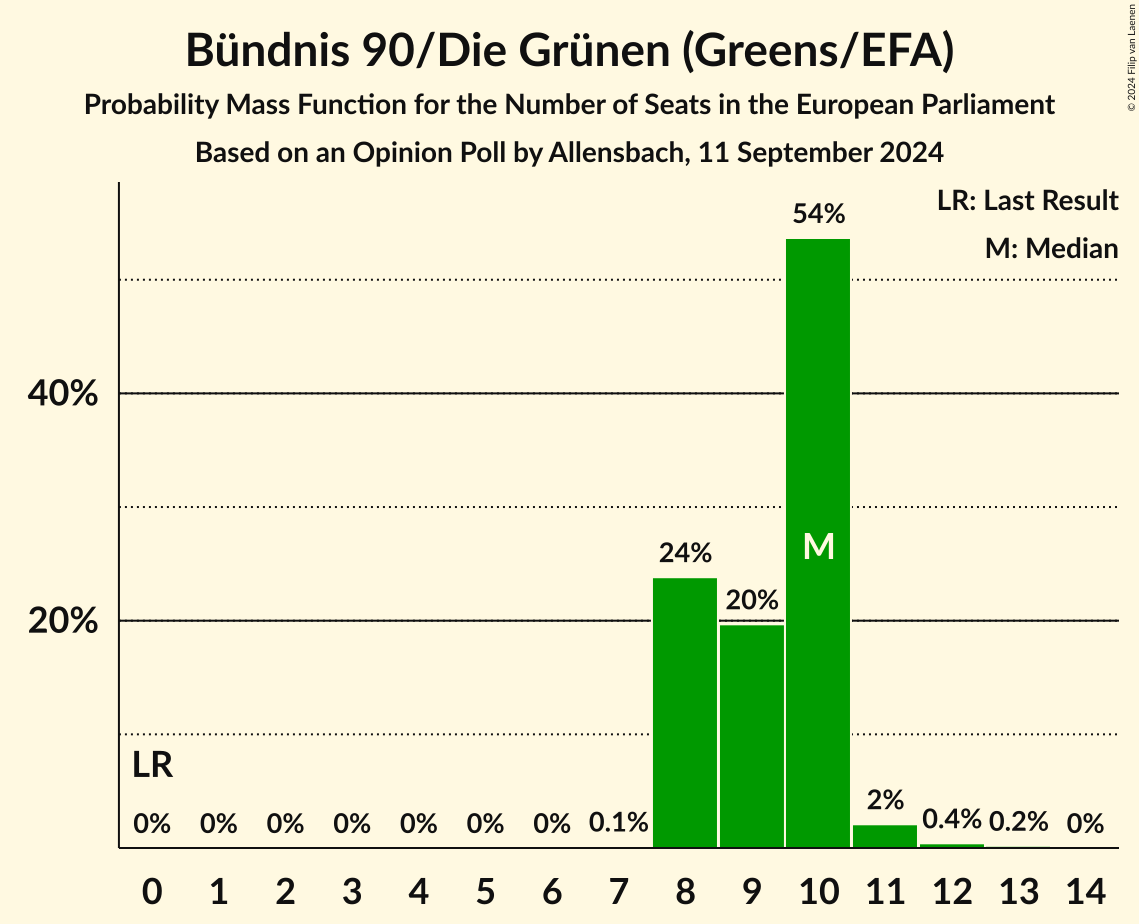 Bündnis 90/Die Grünen (Greens/EFA)
Probability Mass Function for the Number of Seats in the European Parliament
Based on an Opinion Poll by Allensbach, 11 September 2024
© 2024 Filip van Laenen
LR: Last Result
M: Median
54%
40%
M
24%
20%
20%
LR
0% 0% 0% 0% 0% 0% 0% 0.1% 2% 0.4% 0.2% 0%
0 1 2 3 4 5 6 7 8 9 10 11 12 13 14